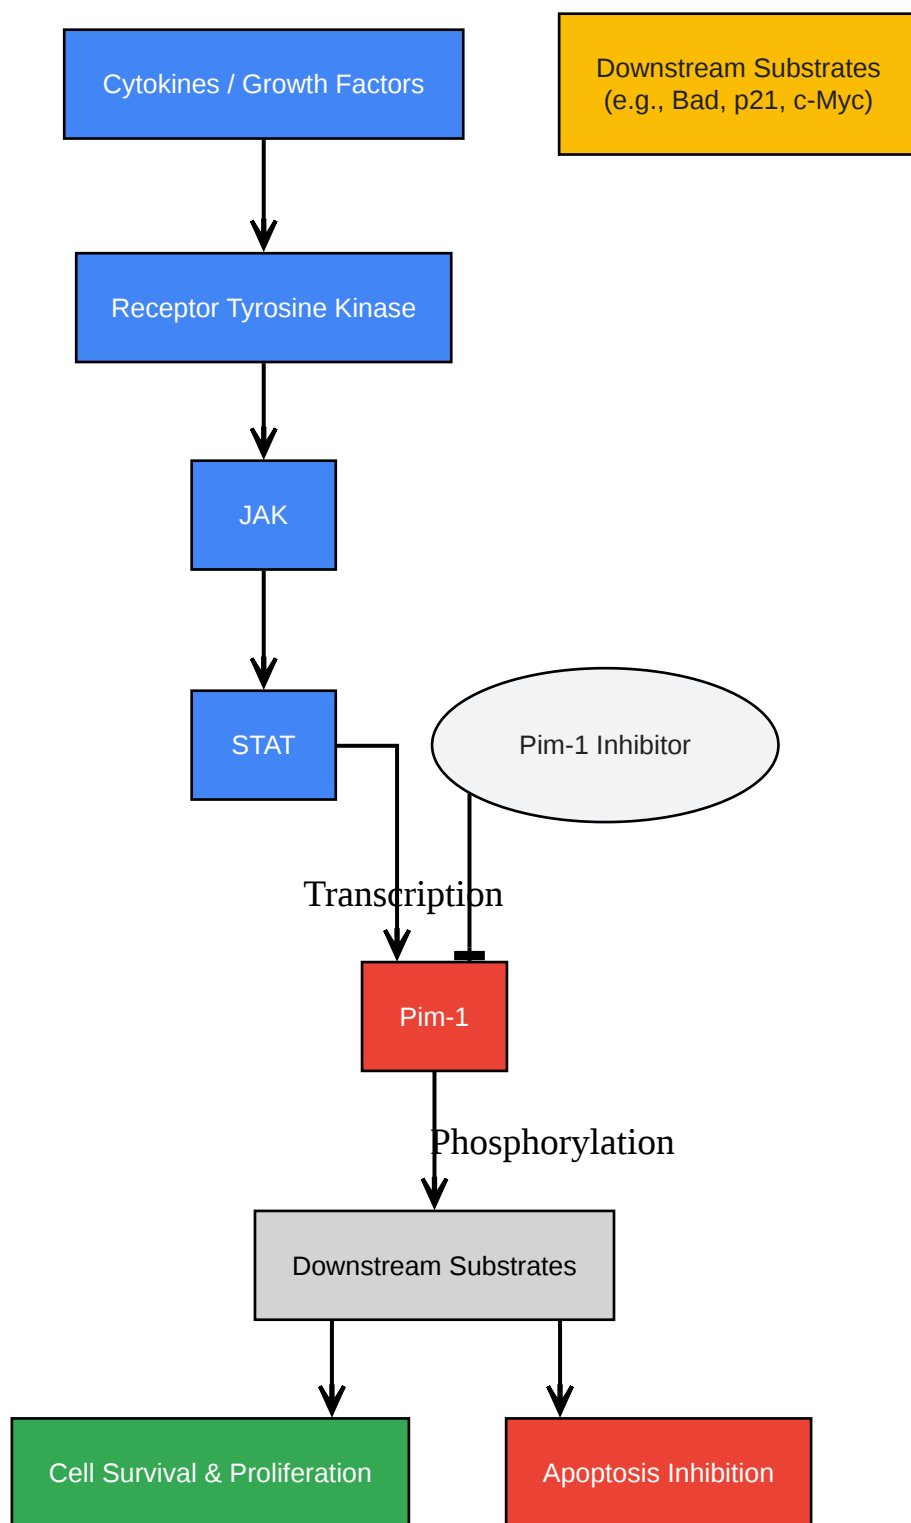 Cytokines / Growth Factors
Downstream Substrates
(e.g., Bad, p21, c-Myc)
Receptor Tyrosine Kinase
JAK
STAT
Pim-1 Inhibitor
Transcription
Pim-1
Phosphorylation
Downstream Substrates
Cell Survival & Proliferation
Apoptosis Inhibition